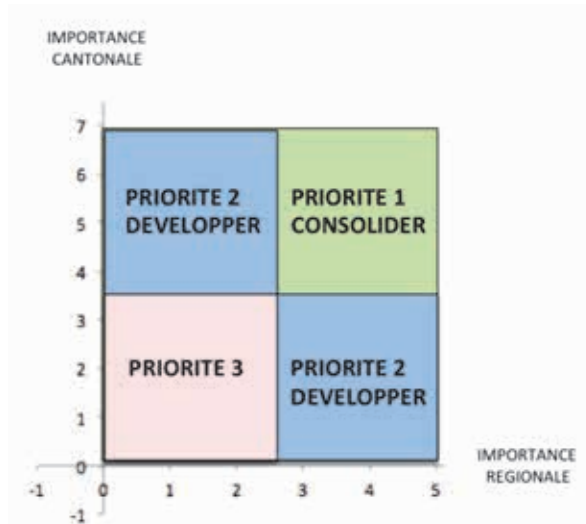 IMPORTANCE
CANTONALE
7
6
5
4
3
2
1
0
-1
PRIORITE 2
DEVELOPPER
PRIORITE 1
CONSOLIDER
PRIORITE 3
PRIORITE 2
DEVELOPPER
-1 0 1 2 3 4 5
IMPORTANCE
REGIONALE